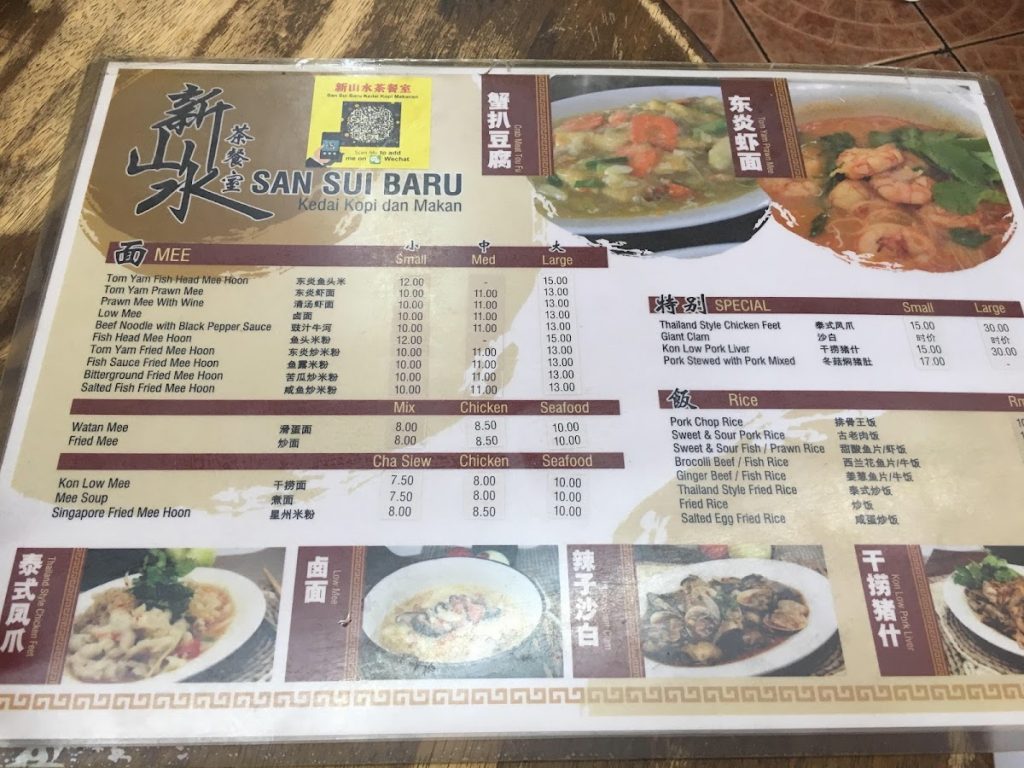 新山水
茶餐室
SAN SUI BARU
Kedai Kopi dan Makan
新山水茶餐室
San Sui Baru Kedai Kopi Makanan
Scan Me to add
me on Wechat
蟹扒豆腐
Crab Meat Tou Fu
东炎虾面
Tom Yam Prawn Mee
面 MEE 小 Small 中 Med 大 Large
Tom Yam Fish Head Mee Hoon 东炎鱼头米 12.00 - 15.00
Tom Yam Prawn Mee 东炎虾面 10.00 11.00 13.00
Prawn Mee With Wine 清汤虾面 10.00 11.00 13.00
Low Mee 卤面 10.00 11.00 13.00
Beef Noodle with Black Pepper Sauce 豉汁牛河 10.00 11.00 13.00
Fish Head Mee Hoon 鱼头米粉 12.00 - 15.00
Tom Yam Fried Mee Hoon 东炎炒米粉 10.00 11.00 13.00
Fish Sauce Fried Mee Hoon 鱼露米粉 10.00 11.00 13.00
Bitterground Fried Mee Hoon 苦瓜炒米粉 10.00 11.00 13.00
Salted Fish Fried Mee Hoon 咸鱼炒米粉 10.00 11.00 13.00
Mix Chicken Seafood
Watan Mee 滑蛋面 8.00 8.50 10.00
Fried Mee 炒面 8.00 8.50 10.00
Cha Siew Chicken Seafood
Kon Low Mee 干捞面 7.50 8.00 10.00
Mee Soup 煮面 7.50 8.00 10.00
Singapore Fried Mee Hoon 星州米粉 8.00 8.50 10.00
特别 SPECIAL Small Large
Thailand Style Chicken Feet 泰式凤爪 15.00 30.00
Giant Clam 沙白 时价 时价
Kon Low Pork Liver 干捞猪什 15.00 30.00
Pork Stewed with Pork Mixed 冬菇焖猪肚 17.00 -
飯 Rice
Pork Chop Rice 排骨王饭
Sweet & Sour Pork Rice 古老肉饭
Sweet & Sour Fish / Prawn Rice 甜酸鱼片/虾饭
Brocolli Beef / Fish Rice 西兰花鱼片/牛饭
Ginger Beef / Fish Rice 姜葱鱼片/牛饭
Thailand Style Fried Rice 泰式炒饭
Fried Rice 炒饭
Salted Egg Fried Rice 咸蛋炒饭
泰式凤爪
Thailand Style Chicken Feet
卤面
Low Mee
辣子沙白
干捞猪什
Kon Low Pork Liver